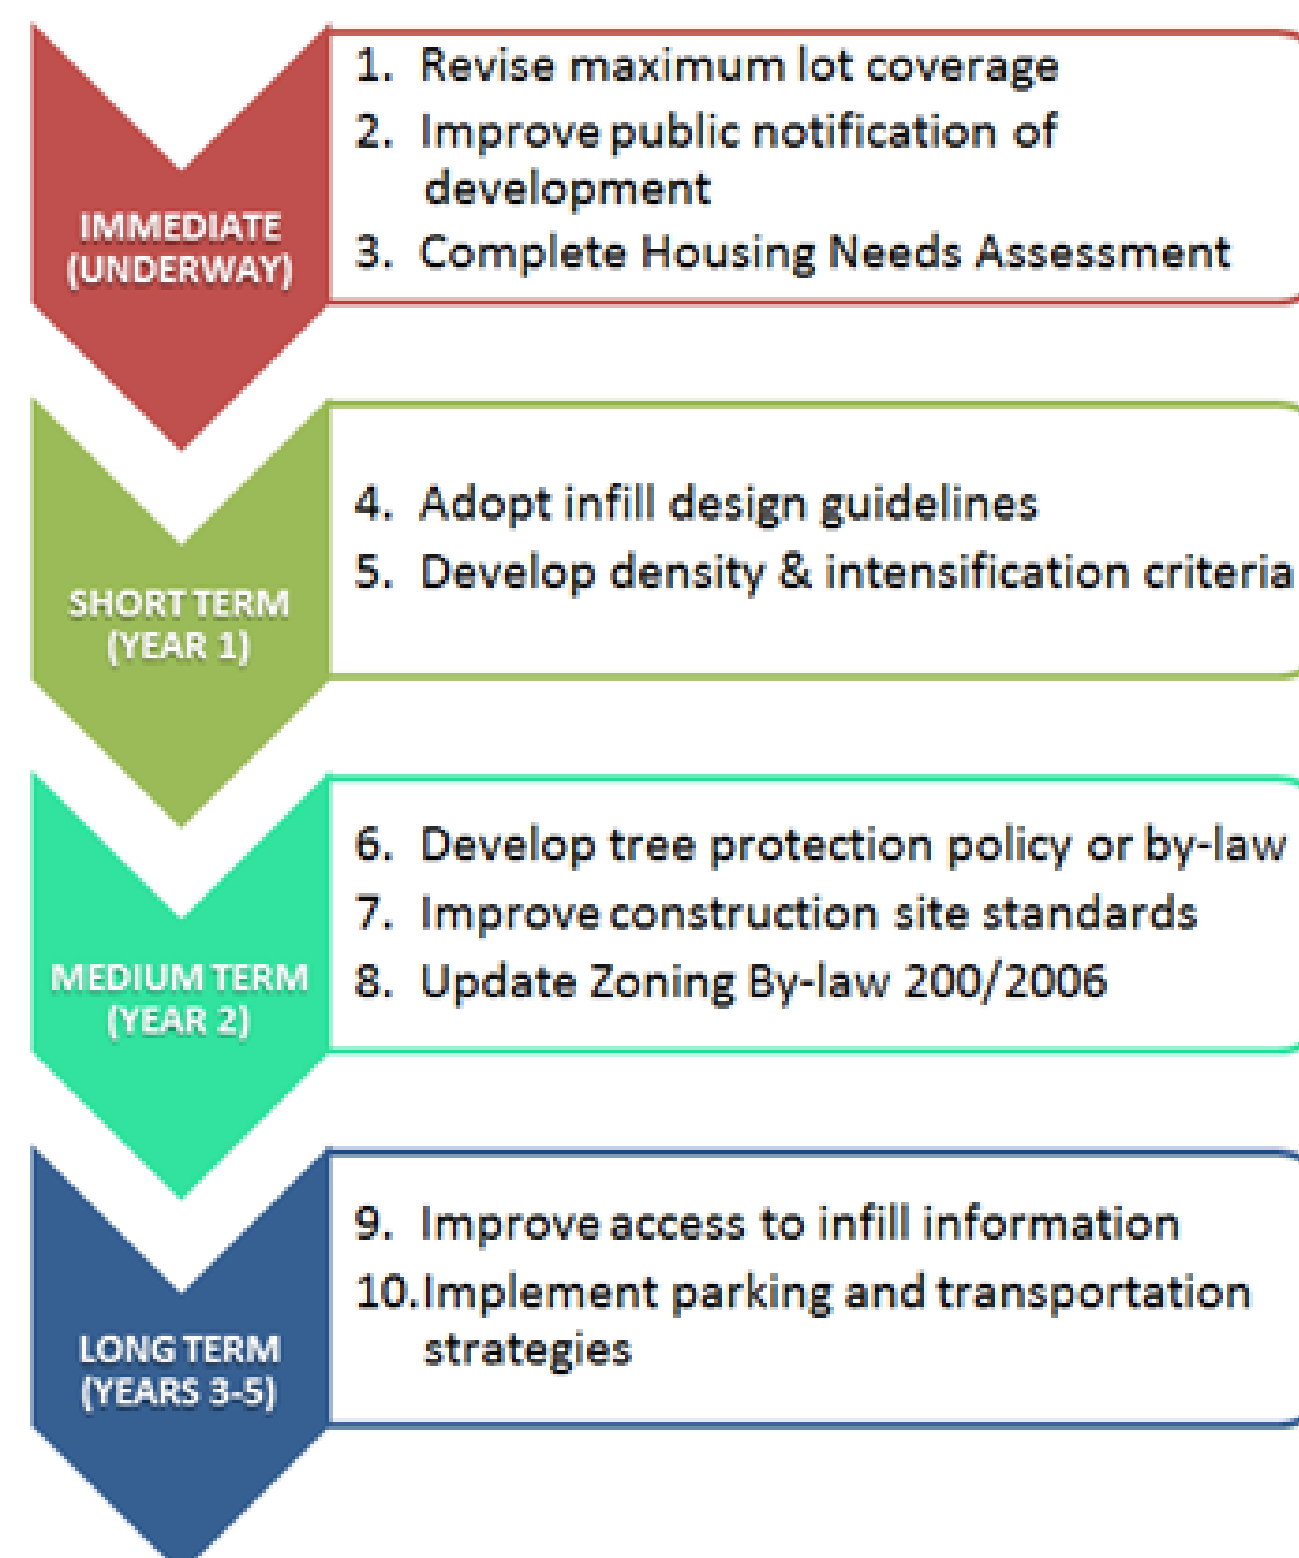 IMMEDIATE
(UNDERWAY)
1. Revise maximum lot coverage
2. Improve public notification of
development
3. Complete Housing Needs Assessment
SHORT TERM
(YEAR 1)
4. Adopt infill design guidelines
5. Develop density & intensification criteria
MEDIUM TERM
(YEAR 2)
6. Develop tree protection policy or by-law
7. Improve construction site standards
8. Update Zoning By-law 200/2006
LONG TERM
(YEARS 3-5)
9. Improve access to infill information
10. Implement parking and transportation
strategies